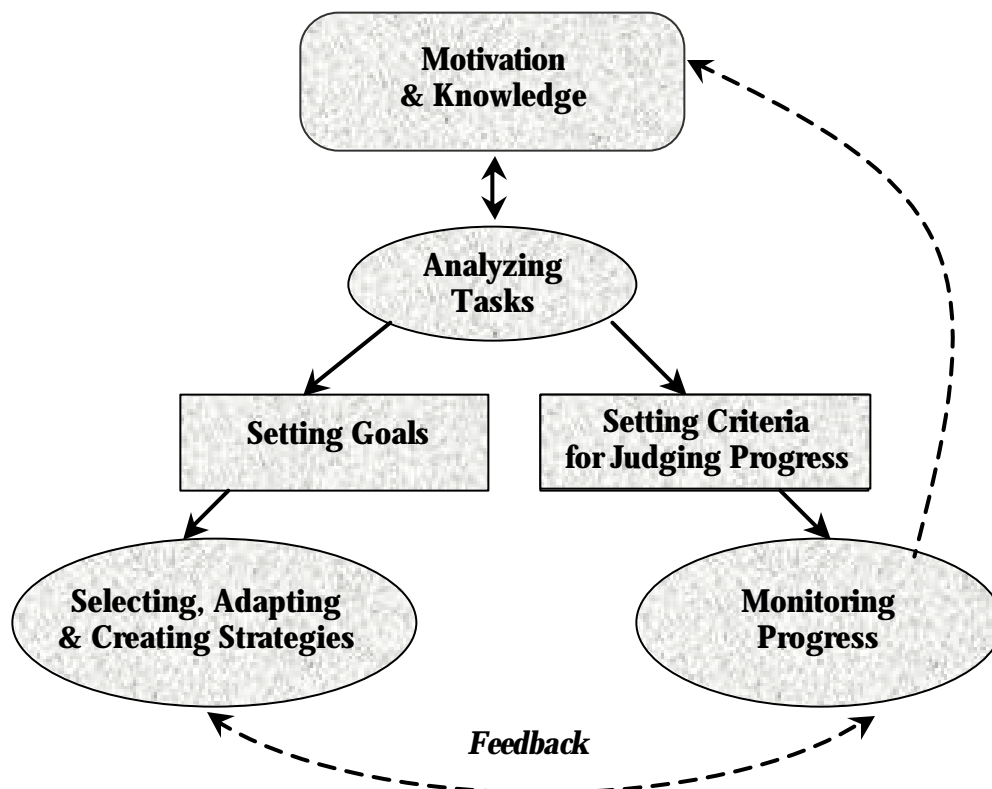 Motivation
& Knowledge
Analyzing
Tasks
Setting Goals
Setting Criteria
for Judging Progress
Selecting, Adapting
& Creating Strategies
Monitoring
Progress
Feedback